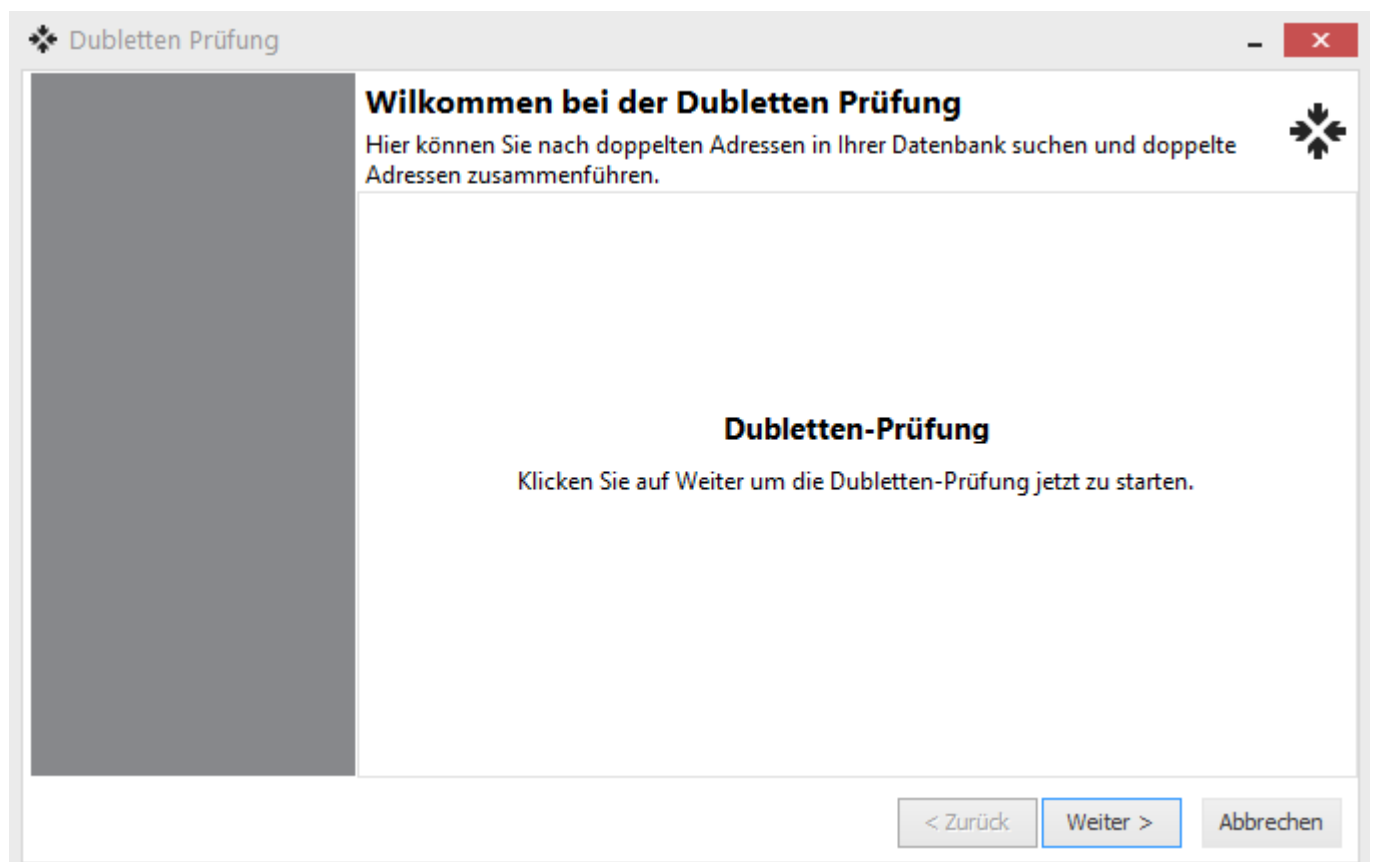 Dubletten Prüfung
Wilkommen bei der Dubletten Prüfung
Hier können Sie nach doppelten Adressen in Ihrer Datenbank suchen und doppelte
Adressen zusammenführen.
Dubletten-Prüfung
Klicken Sie auf Weiter um die Dubletten-Prüfung jetzt zu starten.
< Zurück Weiter > Abbrechen